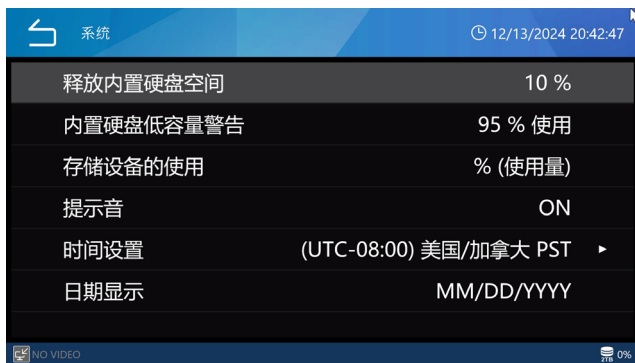 系统 12/13/2024 20:42:47
释放内置硬盘空间 10 %
内置硬盘低容量警告 95 % 使用
存储设备的使用 % (使用量)
提示音 ON
时间设置 (UTC-08:00) 美国/加拿大 PST
日期显示 MM/DD/YYYY
NO VIDEO 2TB 0%